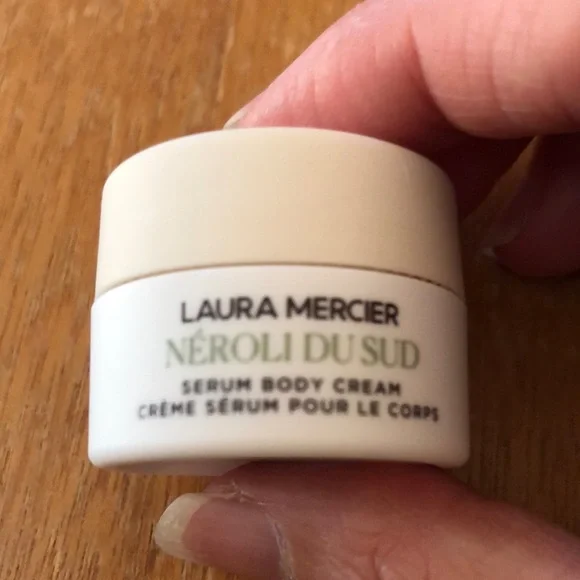 LAURA MERCIER
NÉROLI DU SUD
SERUM BODY CREAM
CRÈME SÉRUM POUR LE CORPS